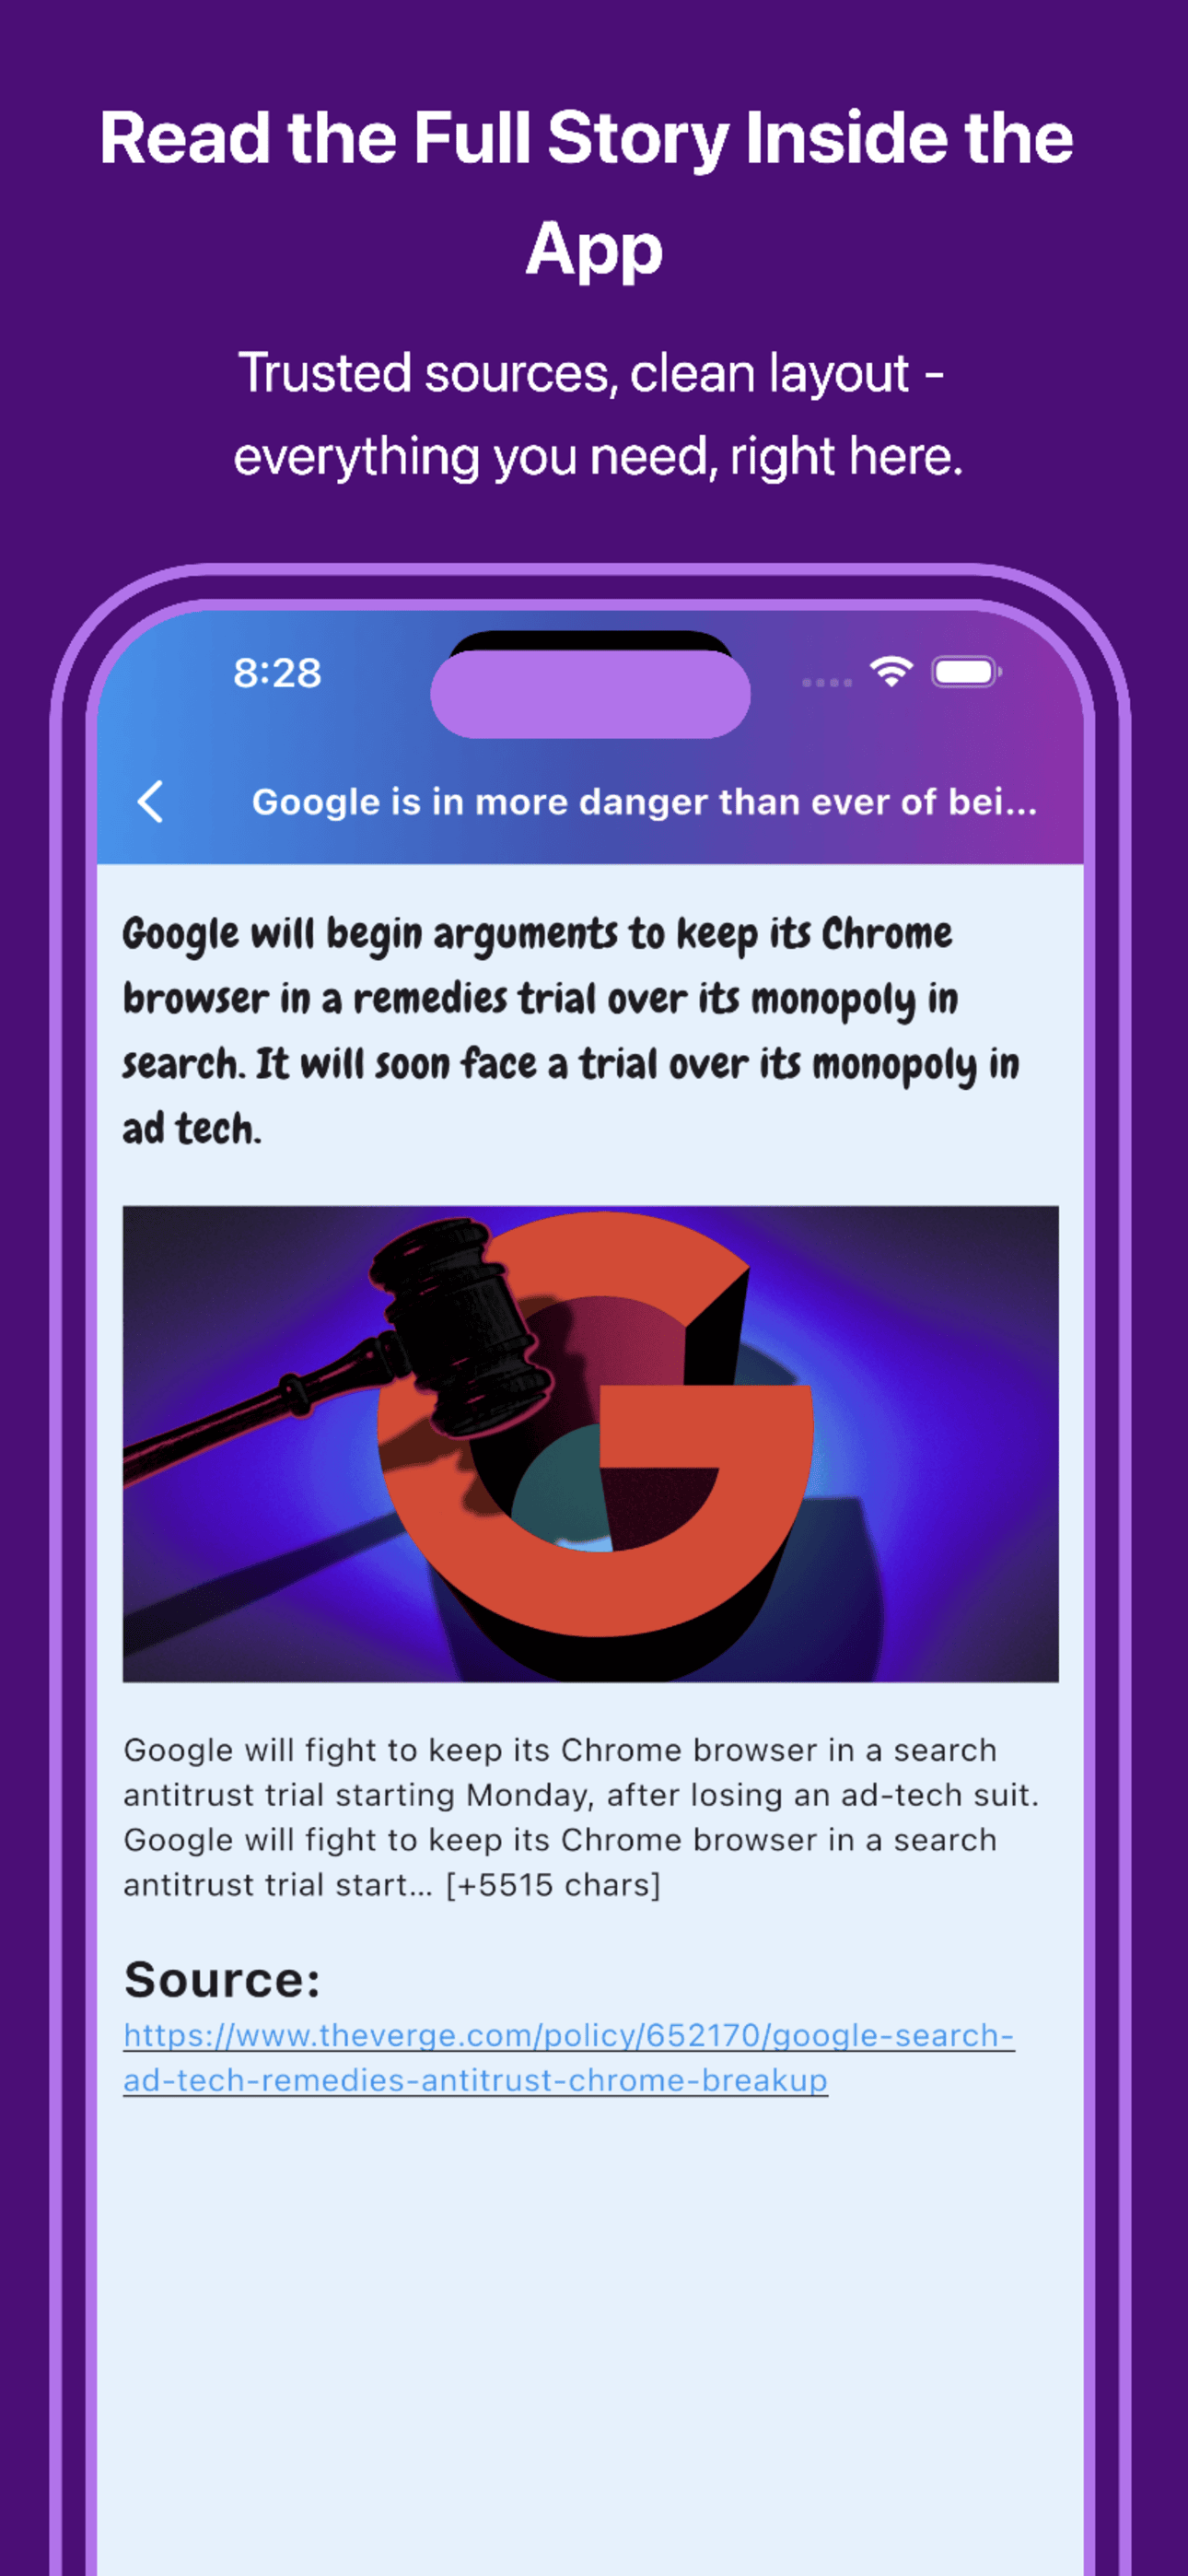 Read the Full Story Inside the
App
Trusted sources, clean layout -
everything you need, right here.
8:28
Google is in more danger than ever of bei...
Google will begin arguments to keep its Chrome
browser in a remedies trial over its monopoly in
search. It will soon face a trial over its monopoly in
ad tech.
Google will fight to keep its Chrome browser in a search
antitrust trial starting Monday, after losing an ad-tech suit.
Google will fight to keep its Chrome browser in a search
antitrust trial start... [+5515 chars]
Source:
https://www.theverge.com/policy/652170/google-search-
ad-tech-remedies-antitrust-chrome-breakup